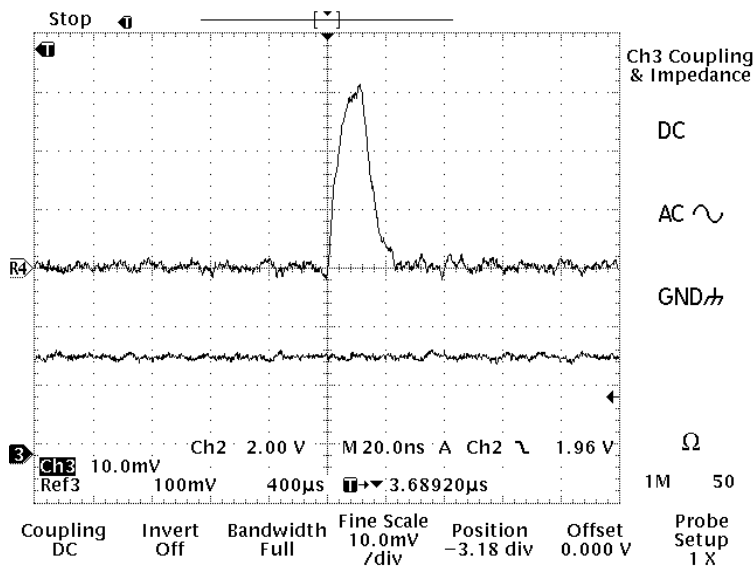 Stop T
T
Ch3 Coupling
& Impedance
DC
AC
R4
GND
Ch2 2.00 V M 20.0ns A Ch2 1.96 V
3
Ch3 10.0mV
Ref3 100mV 400µs T 3.68920µs
Ω
1M 50
Coupling
DC
Invert
Off
Bandwidth
Full
Fine Scale
10.0mV
/div
Position
−3.18 div
Offset
0.000 V
Probe
Setup
1 X